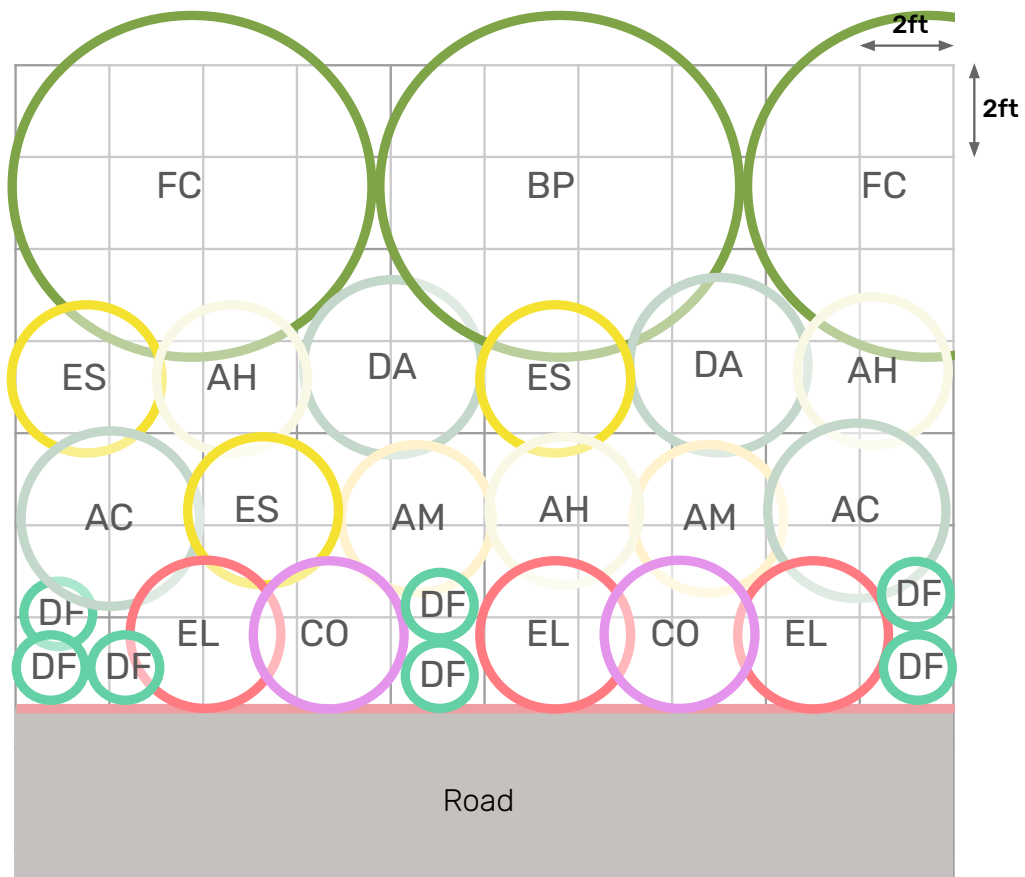 2ft
2ft
FC BP FC
ES AH DA ES DA AH
AC ES AM AH AM AC
DF EL CO DF EL CO EL DF
DF DF DF DF
Road